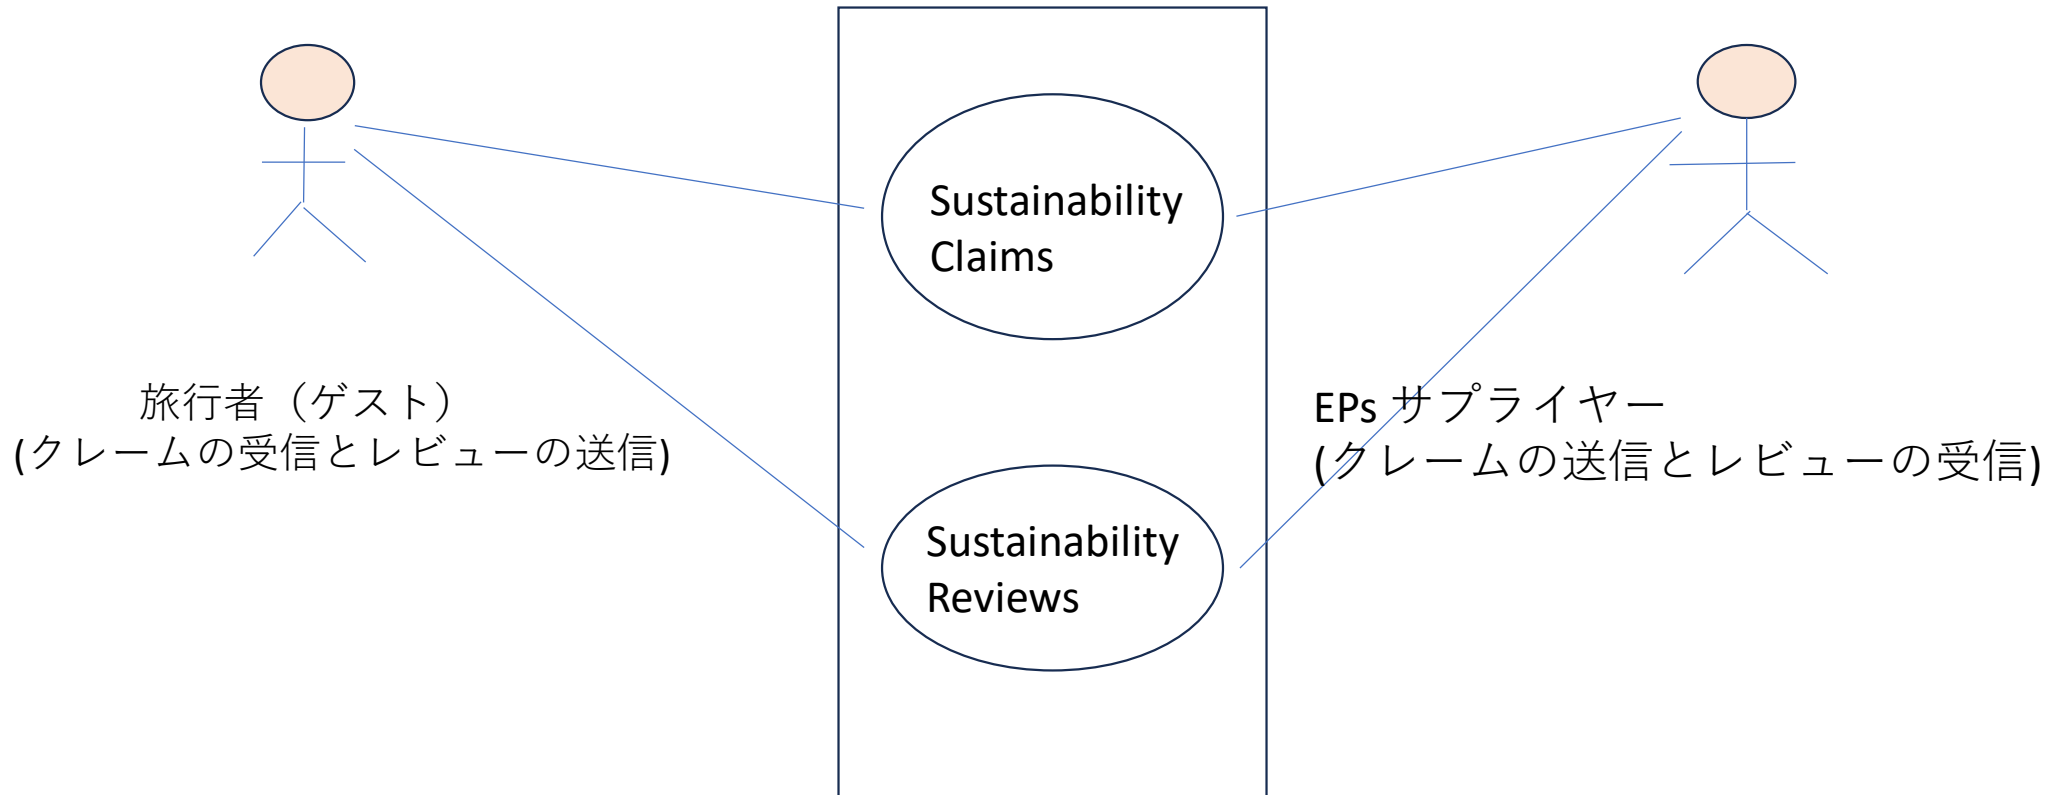 Sustainability
Claims
旅行者（ゲスト）
(クレームの受信とレビューの送信)
EPs サプライヤー
(クレームの送信とレビューの受信)
Sustainability
Reviews